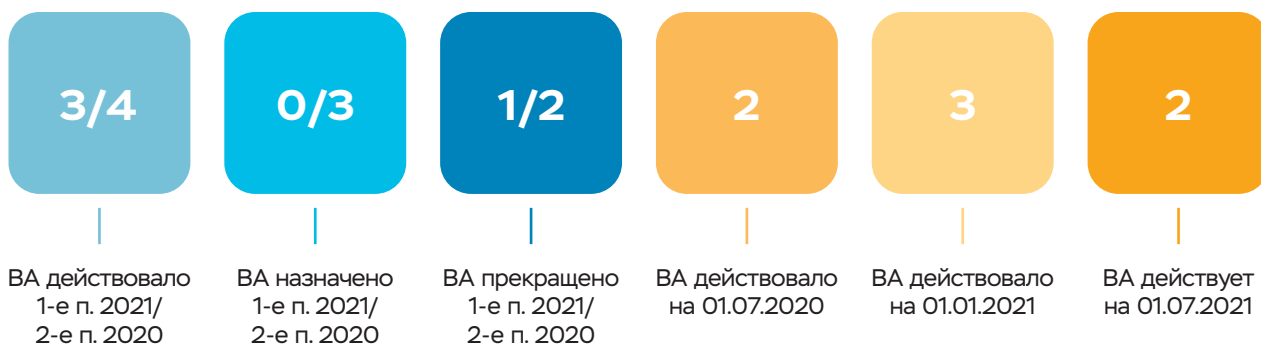 3/4
0/3
1/2
2
3
2
ВА действовало
1-е п. 2021/
2-е п. 2020
ВА назначено
1-е п. 2021/
2-е п. 2020
ВА прекращено
1-е п. 2021/
2-е п. 2020
ВА действовало
на 01.07.2020
ВА действовало
на 01.01.2021
ВА действует
на 01.07.2021